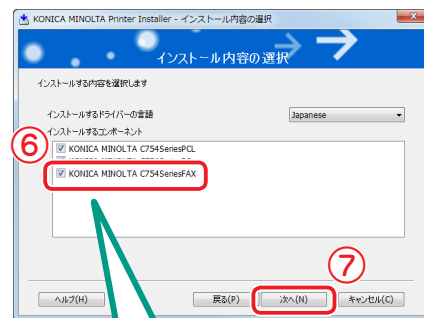 KONICA MINOLTA Printer Installer - インストール内容の選択
インストール内容の選択
インストールする内容を選択します
インストールするドライバーの言語
Japanese
インストールするコンポーネント
⑥
KONICA MINOLTA C754SeriesPCL
KONICA MINOLTA C754SeriesFAX
⑦
ヘルプ(H)
戻る(P)
次へ(N)
キャンセル(C)